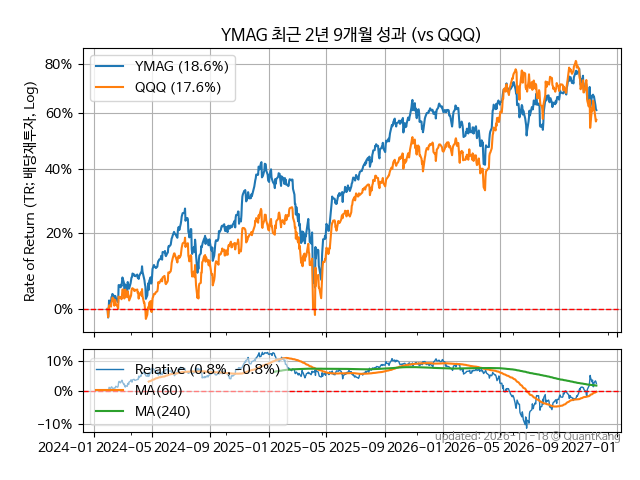 YMAG 최근 2년 9개월 성과 (vs QQQ)
80%
60%
40%
20%
0%
Rate of Return (TR: 배당재투자, Log)
YMAG (18.6%)
QQQ (17.6%)
10%
0%
−10%
Relative (0.8%, −0.8%)
MA(60)
MA(240)
2024−01 2024−05 2024−09 2025−01 2025−05 2025−09 2026−01 2026−05 2026−09 2027−01
updated: 2026−11−18 © QuantKang